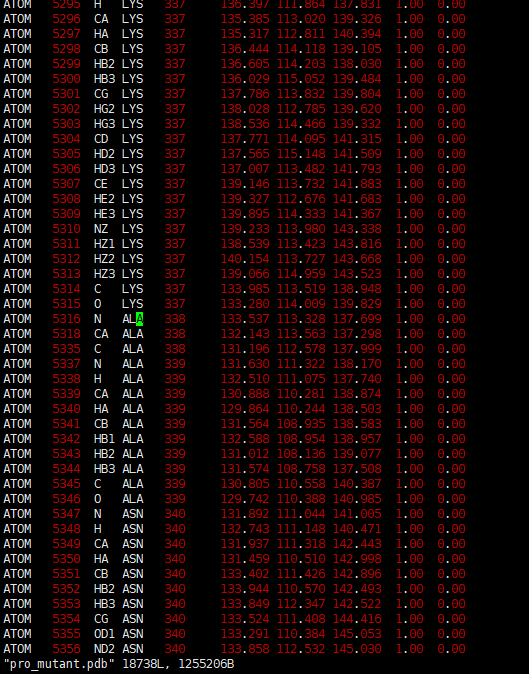 ATOM 5295 H LYS 337 136.397 111.864 137.831 1.00 0.00
ATOM 5296 CA LYS 337 135.385 113.020 139.326 1.00 0.00
ATOM 5297 HA LYS 337 135.317 112.811 140.394 1.00 0.00
ATOM 5298 CB LYS 337 136.444 114.118 139.105 1.00 0.00
ATOM 5299 HB2 LYS 337 136.605 114.203 138.030 1.00 0.00
ATOM 5300 HB3 LYS 337 136.029 115.052 139.484 1.00 0.00
ATOM 5301 CG LYS 337 137.786 113.832 139.804 1.00 0.00
ATOM 5302 HG2 LYS 337 138.028 112.785 139.620 1.00 0.00
ATOM 5303 HG3 LYS 337 138.536 114.466 139.332 1.00 0.00
ATOM 5304 CD LYS 337 137.771 114.095 141.315 1.00 0.00
ATOM 5305 HD2 LYS 337 137.565 115.148 141.509 1.00 0.00
ATOM 5306 HD3 LYS 337 137.007 113.482 141.793 1.00 0.00
ATOM 5307 CE LYS 337 139.146 113.732 141.883 1.00 0.00
ATOM 5308 HE2 LYS 337 139.327 112.676 141.683 1.00 0.00
ATOM 5309 HE3 LYS 337 139.895 114.333 141.367 1.00 0.00
ATOM 5310 NZ LYS 337 139.233 113.980 143.338 1.00 0.00
ATOM 5311 HZ1 LYS 337 138.539 113.423 143.816 1.00 0.00
ATOM 5312 HZ2 LYS 337 140.154 113.727 143.668 1.00 0.00
ATOM 5313 HZ3 LYS 337 139.066 114.959 143.523 1.00 0.00
ATOM 5314 C LYS 337 133.985 113.519 138.948 1.00 0.00
ATOM 5315 O LYS 337 133.280 114.009 139.829 1.00 0.00
ATOM 5316 N ALA 338 133.537 113.328 137.699 1.00 0.00
ATOM 5318 CA ALA 338 132.143 113.563 137.298 1.00 0.00
ATOM 5335 C ALA 338 131.196 112.578 137.999 1.00 0.00
ATOM 5337 N ALA 339 131.630 111.322 138.170 1.00 0.00
ATOM 5338 H ALA 339 132.510 111.075 137.740 1.00 0.00
ATOM 5339 CA ALA 339 130.888 110.281 138.874 1.00 0.00
ATOM 5340 HA ALA 339 129.864 110.244 138.503 1.00 0.00
ATOM 5341 CB ALA 339 131.564 108.935 138.583 1.00 0.00
ATOM 5342 HB1 ALA 339 132.588 108.954 138.957 1.00 0.00
ATOM 5343 HB2 ALA 339 131.012 108.136 139.077 1.00 0.00
ATOM 5344 HB3 ALA 339 131.574 108.758 137.508 1.00 0.00
ATOM 5345 C ALA 339 130.805 110.558 140.387 1.00 0.00
ATOM 5346 O ALA 339 129.742 110.388 140.985 1.00 0.00
ATOM 5347 N ASN 340 131.892 111.044 141.005 1.00 0.00
ATOM 5348 H ASN 340 132.743 111.148 140.471 1.00 0.00
ATOM 5349 CA ASN 340 131.937 111.318 142.443 1.00 0.00
ATOM 5350 HA ASN 340 131.459 110.510 142.998 1.00 0.00
ATOM 5351 CB ASN 340 133.402 111.426 142.896 1.00 0.00
ATOM 5352 HB2 ASN 340 133.944 110.570 142.493 1.00 0.00
ATOM 5353 HB3 ASN 340 133.849 112.347 142.522 1.00 0.00
ATOM 5354 CG ASN 340 133.524 111.408 144.416 1.00 0.00
ATOM 5355 OD1 ASN 340 133.291 110.384 145.053 1.00 0.00
ATOM 5356 ND2 ASN 340 133.858 112.532 145.030 1.00 0.00
"pro_mutant.pdb" 18738L, 1255206B